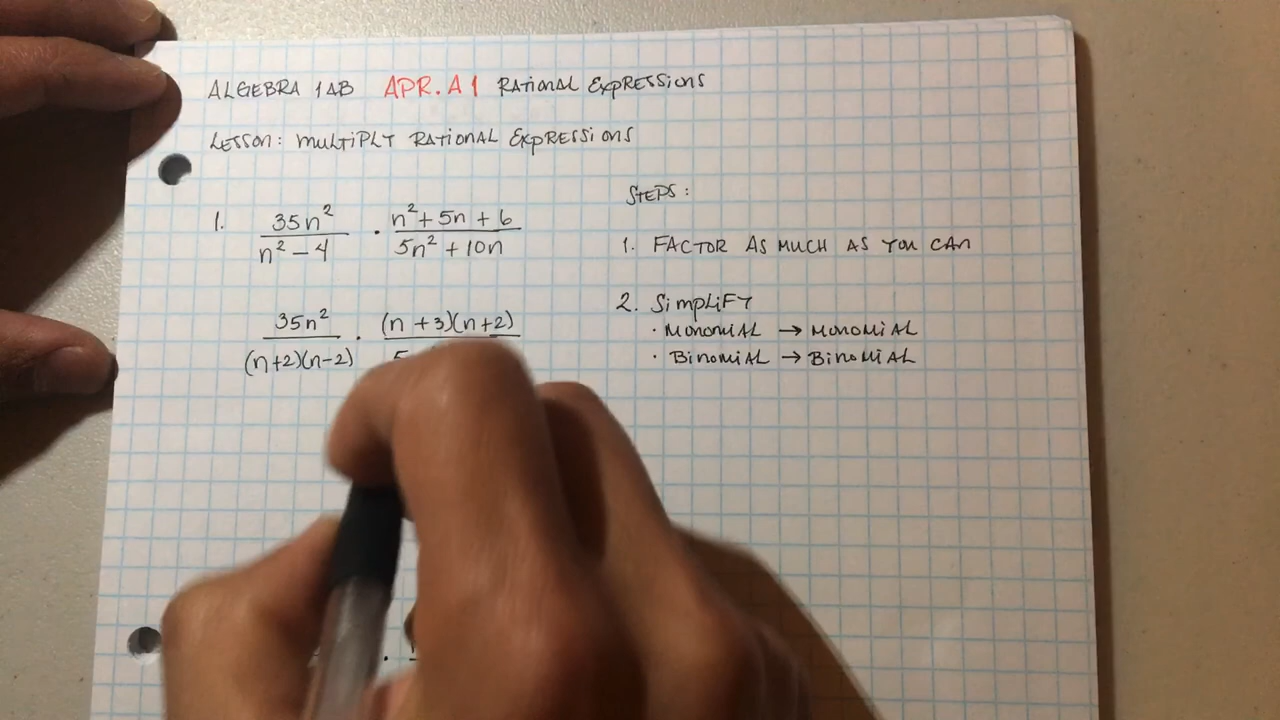 ALGEBRA 1AB APR.A1 RATIONAL EXPRESSIONS
LESSON: MULTIPLY RATIONAL EXPRESSIONS
STEPS:
1. 35n² / n² − 4 · n² + 5n + 6 / 5n² + 10n
1. FACTOR AS MUCH AS YOU CAN
2. SIMPLIFY
35n² / (n+2)(n−2) · (n +3)(n+2) / 5
· MONOMIAL → MONOMIAL
· BINOMIAL → BINOMIAL